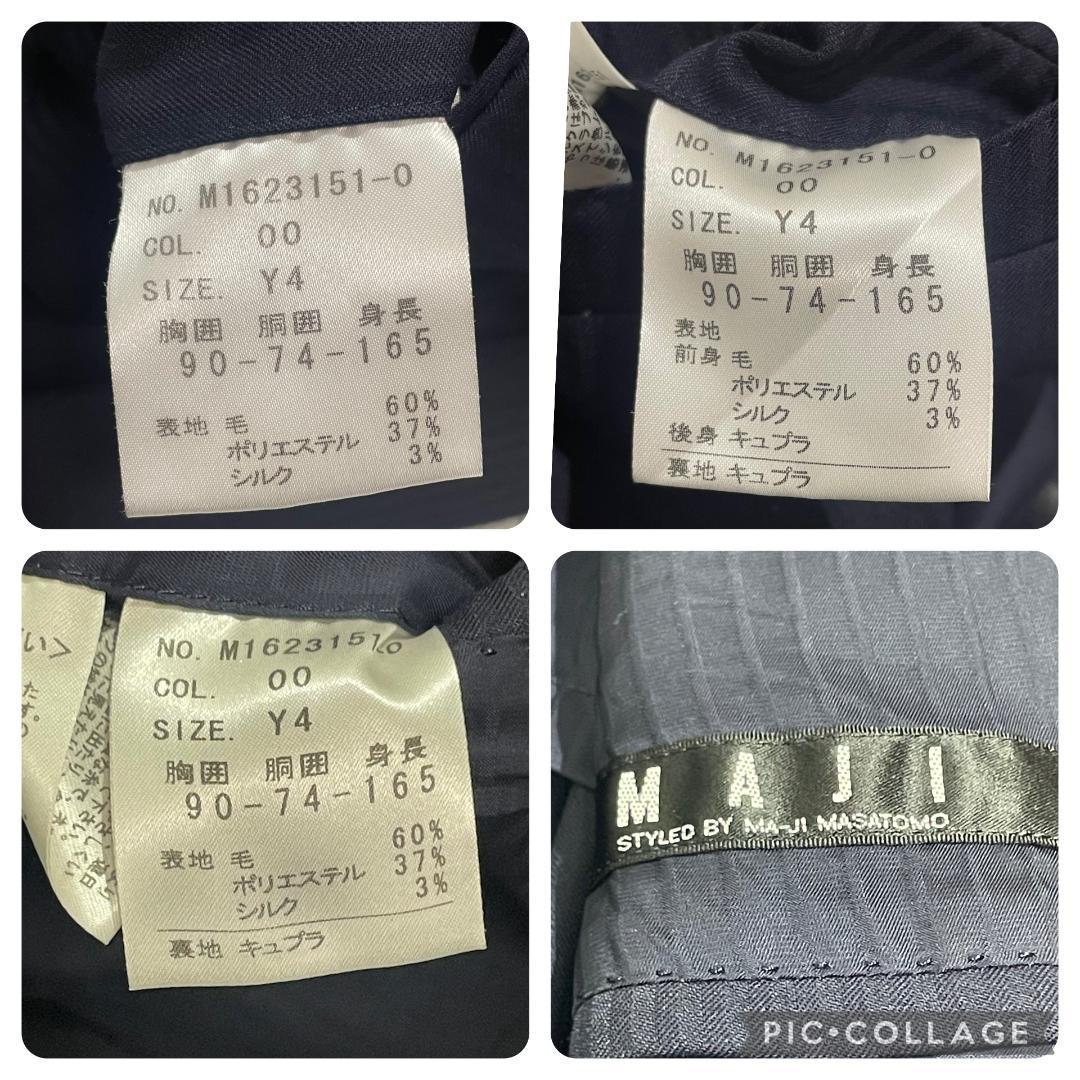 NO. M1623151-0
COL. 00
SIZE. Y4
胸囲 胴囲 身長
90-74-165
表地 毛 60%
ポリエステル 37%
シルク 3%
NO. M1623151-0
COL. 00
SIZE. Y4
胸囲 胴囲 身長
90-74-165
表地
前身 毛 60%
ポリエステル 37%
シルク 3%
後身 キュプラ
裏地 キュプラ
NO. M1623151-0
COL. 00
SIZE. Y4
胸囲 胴囲 身長
90-74-165
表地 毛 60%
ポリエステル 37%
シルク 3%
裏地 キュプラ
MAJI
STYLED BY MA-JI MASATOMO
PIC•COLLAGE